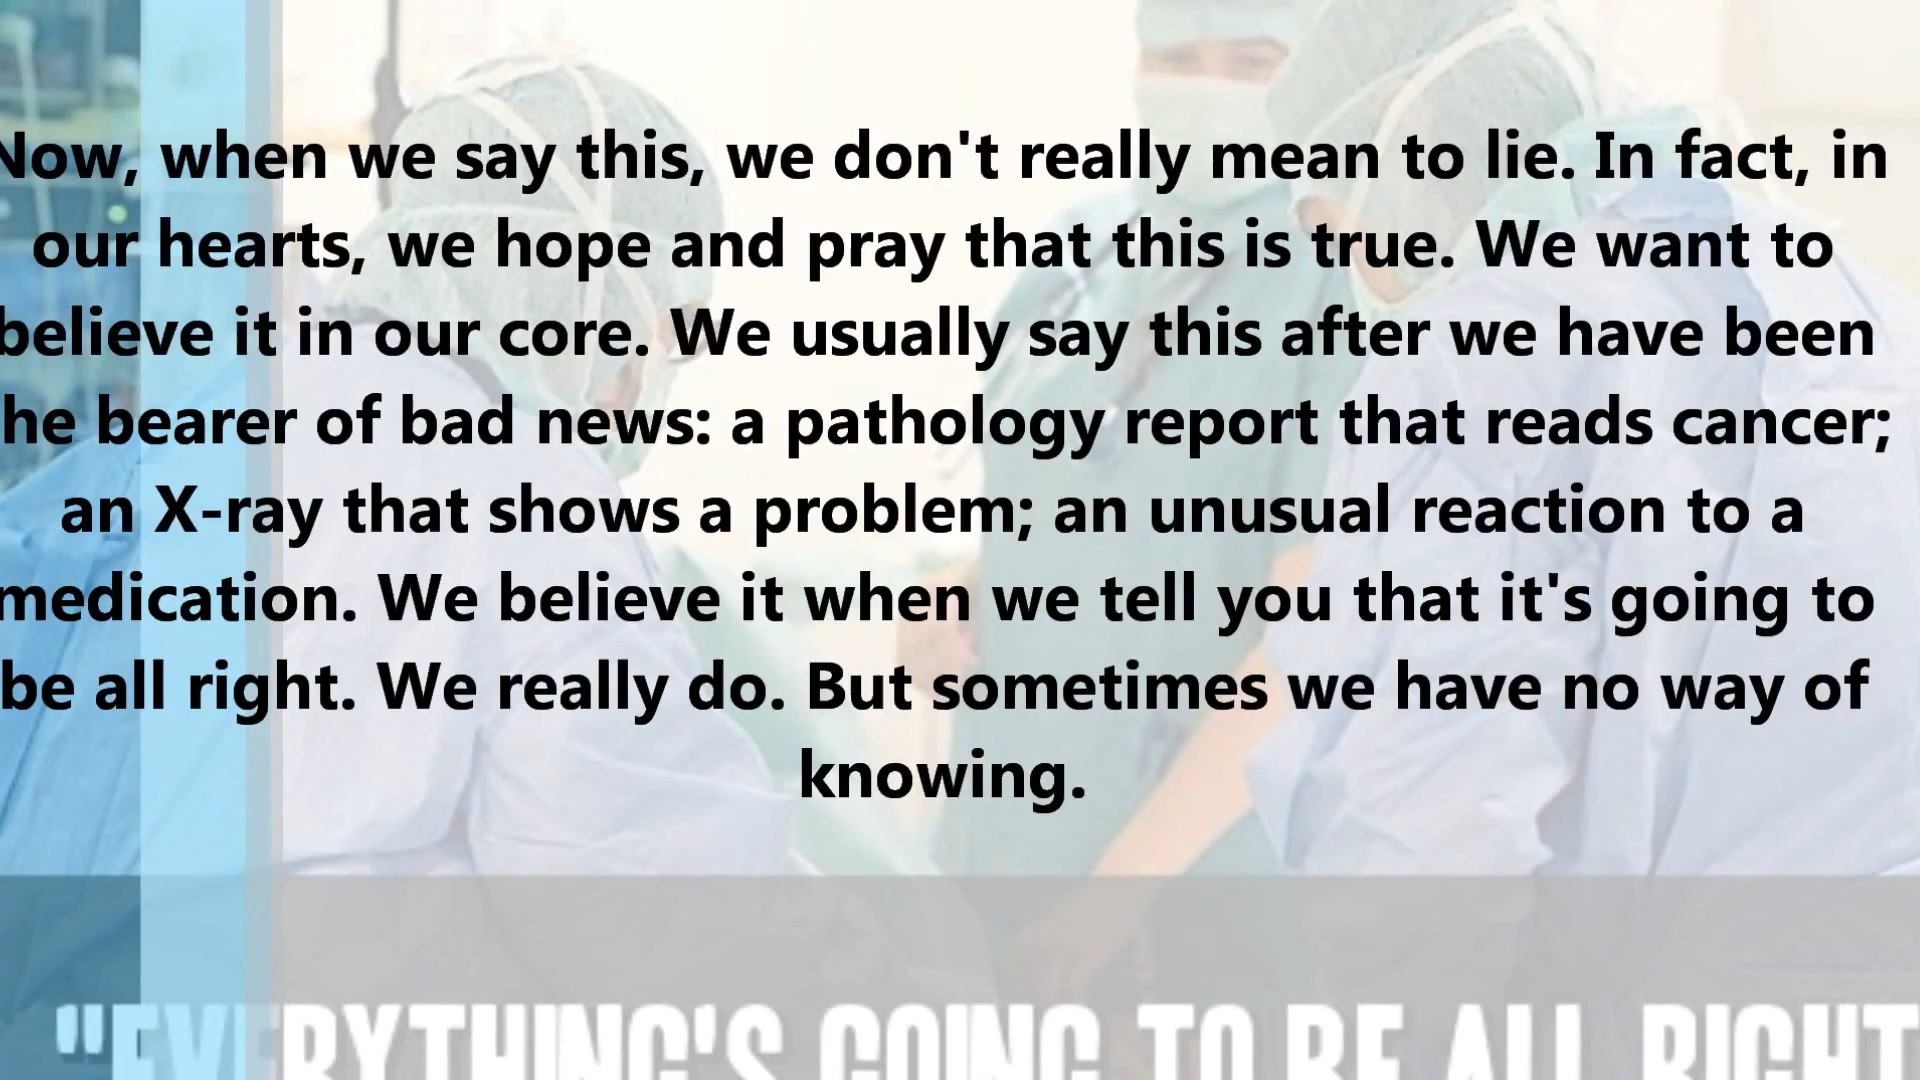 Now, when we say this, we don't really mean to lie. In fact, in
our hearts, we hope and pray that this is true. We want to
believe it in our core. We usually say this after we have been
he bearer of bad news: a pathology report that reads cancer;
an X-ray that shows a problem; an unusual reaction to a
medication. We believe it when we tell you that it's going to
be all right. We really do. But sometimes we have no way of
knowing.
"EVERYTHING'S GOING TO BE ALL RIGHT